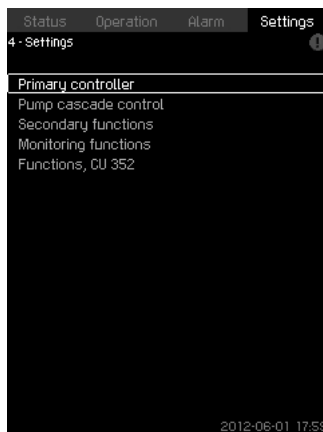 Status Operation Alarm Settings
4 - Settings
Primary controller
Pump cascade control
Secondary functions
Monitoring functions
Functions, CU 352
2012-06-01 17:59